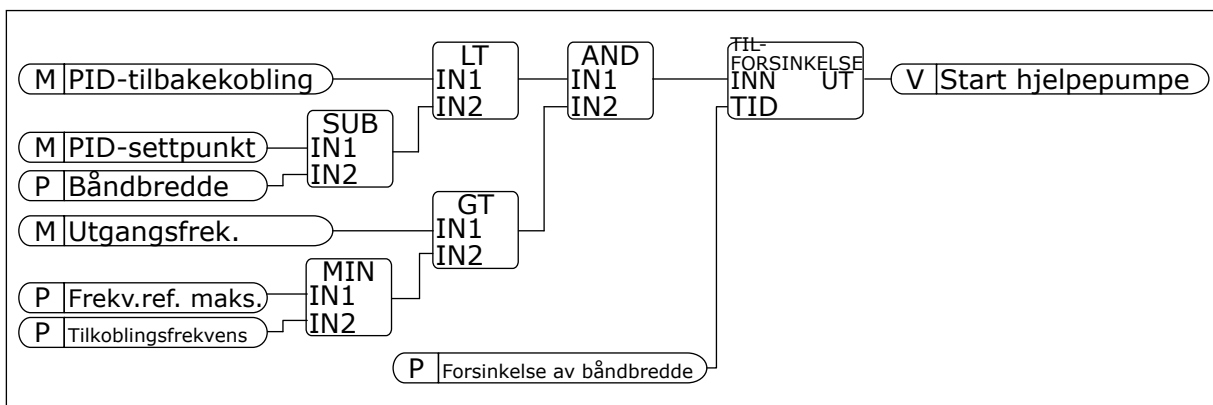 LT
IN1
IN2
AND
IN1
IN2
TIL-
FORSINKELSE
INN UT
TID
M PID-tilbakekobling
V Start hjelpepumpe
SUB
IN1
IN2
M PID-settpunkt
P Båndbredde
GT
IN1
IN2
M Utgangsfrek.
MIN
IN1
IN2
P Frekv.ref. maks.
P Tilkoblingsfrekvens
P Forsinkelse av båndbredde